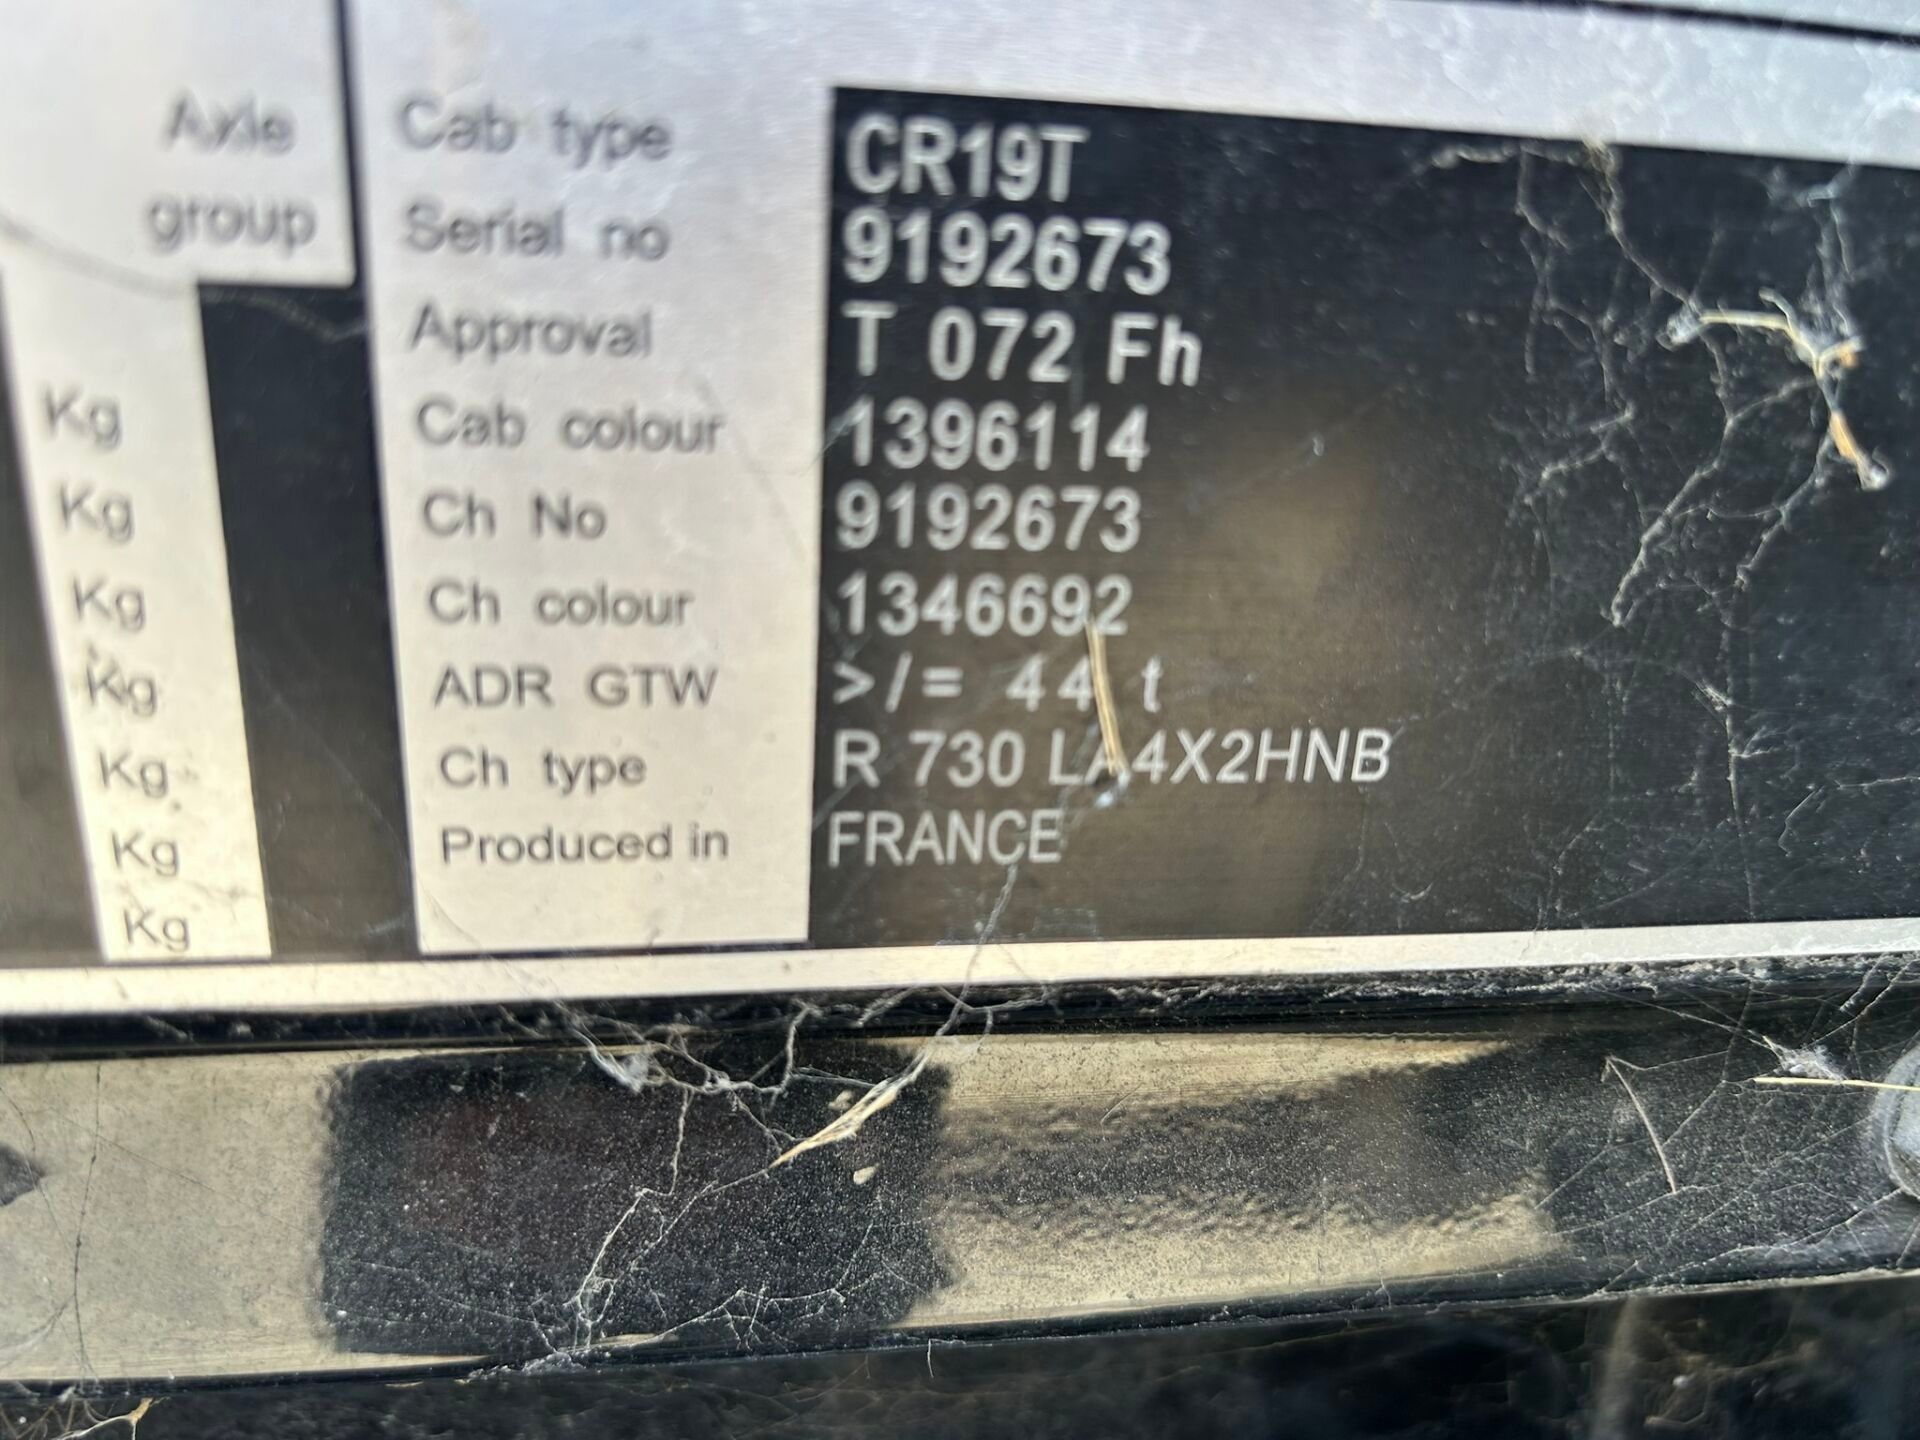 Axle
group
Kg
Kg
Kg
Kg
Kg
Kg
Kg
Cab type CR19T
Serial no 9192673
Approval T 072 Fh
Cab colour 1396114
Ch No 9192673
Ch colour 1346692
ADR GTW >/= 44 t
Ch type R 730 LA4X2HNB
Produced in FRANCE